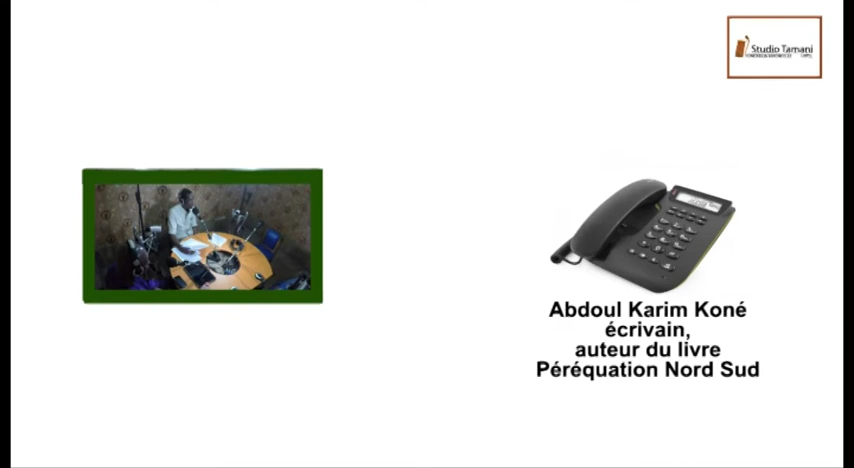 Studio Tamani
Abdoul Karim Koné
écrivain,
auteur du livre
Péréquation Nord Sud